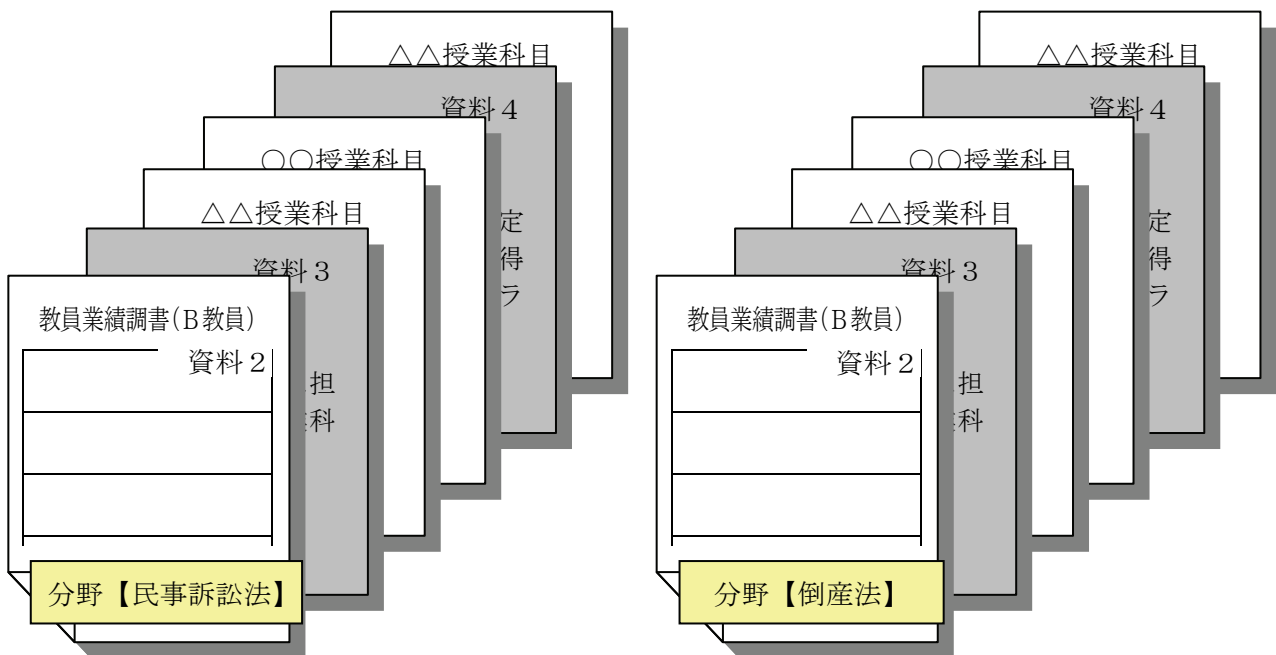 △△授業科目
資料4
○○授業科目
△△授業科目
定
得
ラ
資料3
教員業績調書(B教員)
資料2
担
科
分野【民事訴訟法】
△△授業科目
資料4
○○授業科目
△△授業科目
定
得
ラ
資料3
教員業績調書(B教員)
資料2
担
科
分野【倒産法】